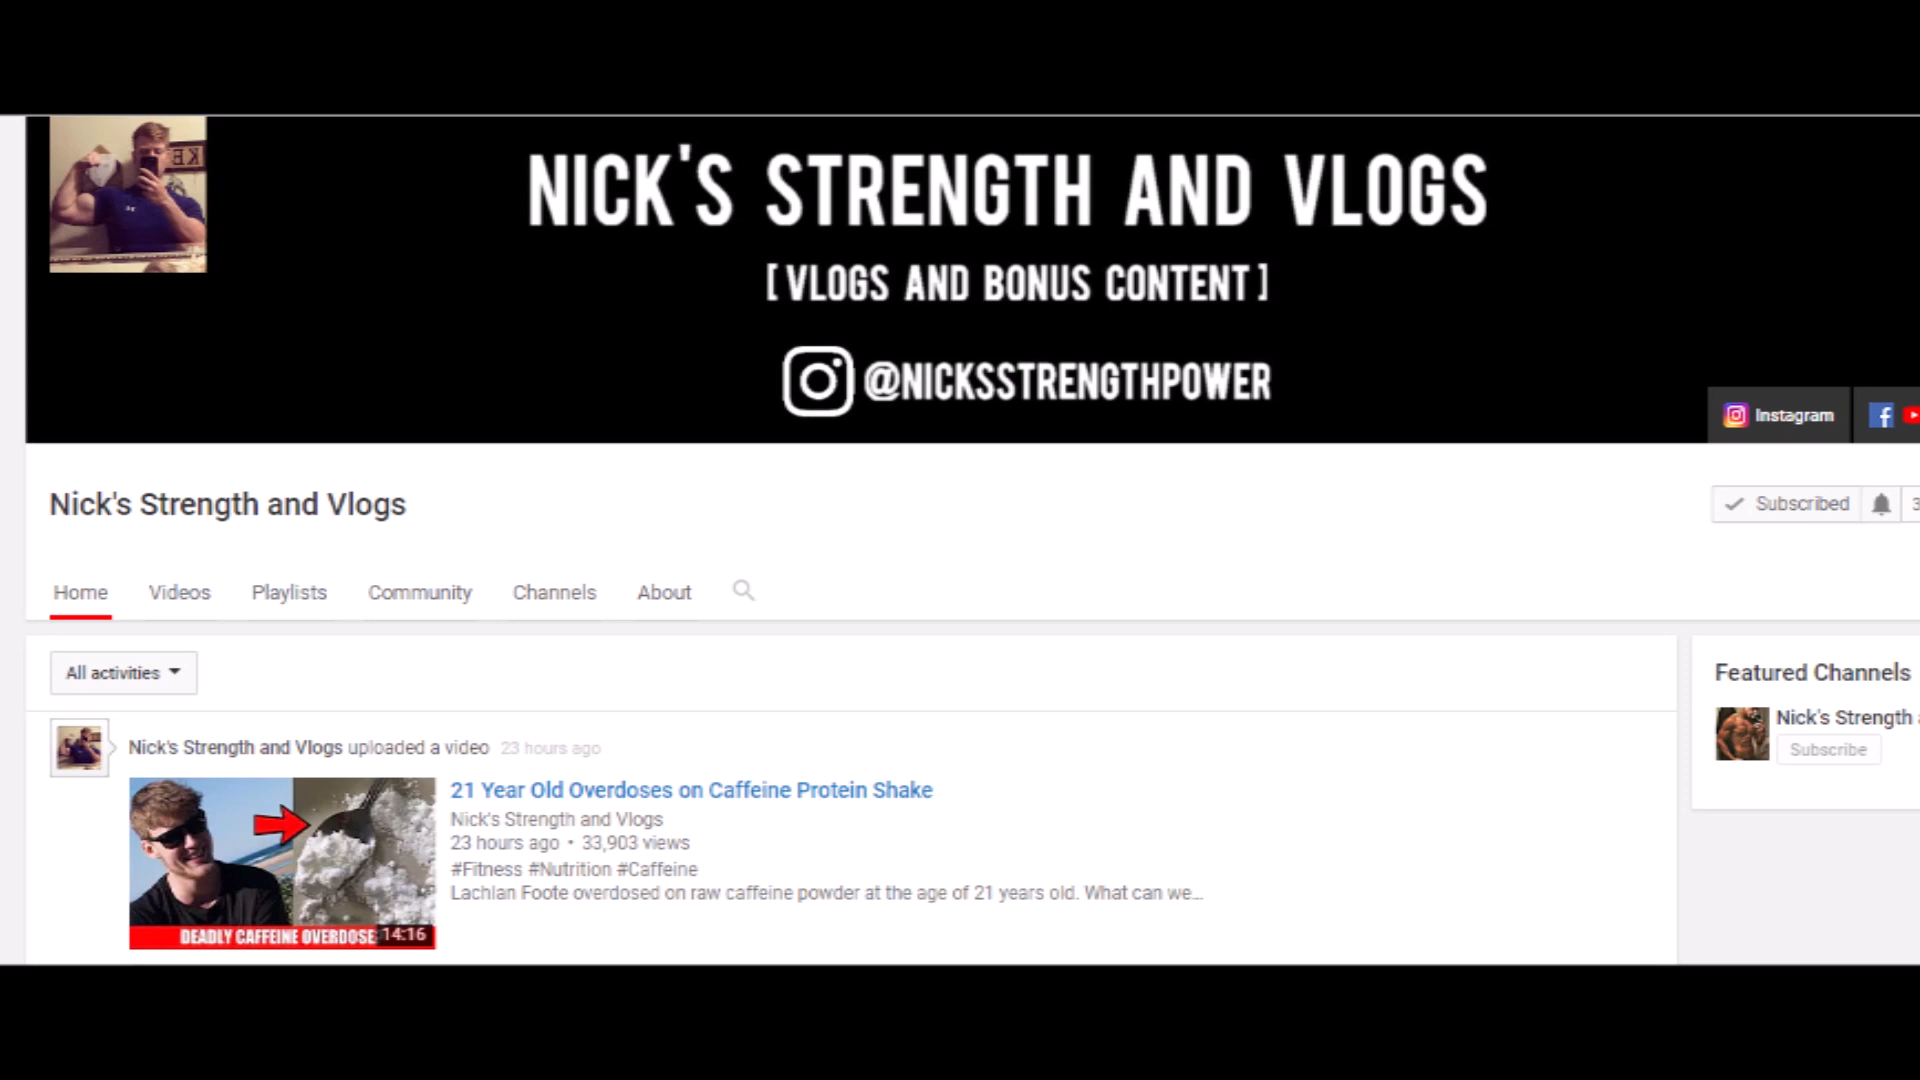 NICK'S STRENGTH AND VLOGS
[VLOGS AND BONUS CONTENT]
@NICKSSTRENGTHPOWER
Instagram
Nick's Strength and Vlogs
Subscribed
Home Videos Playlists Community Channels About
All activities
Featured Channels
Nick's Strength
Subscribe
Nick's Strength and Vlogs uploaded a video 23 hours ago
21 Year Old Overdoses on Caffeine Protein Shake
Nick's Strength and Vlogs
23 hours ago • 33,903 views
#Fitness #Nutrition #Caffeine
Lachlan Foote overdosed on raw caffeine powder at the age of 21 years old. What can we...
DEADLY CAFFEINE OVERDOSE 14:16